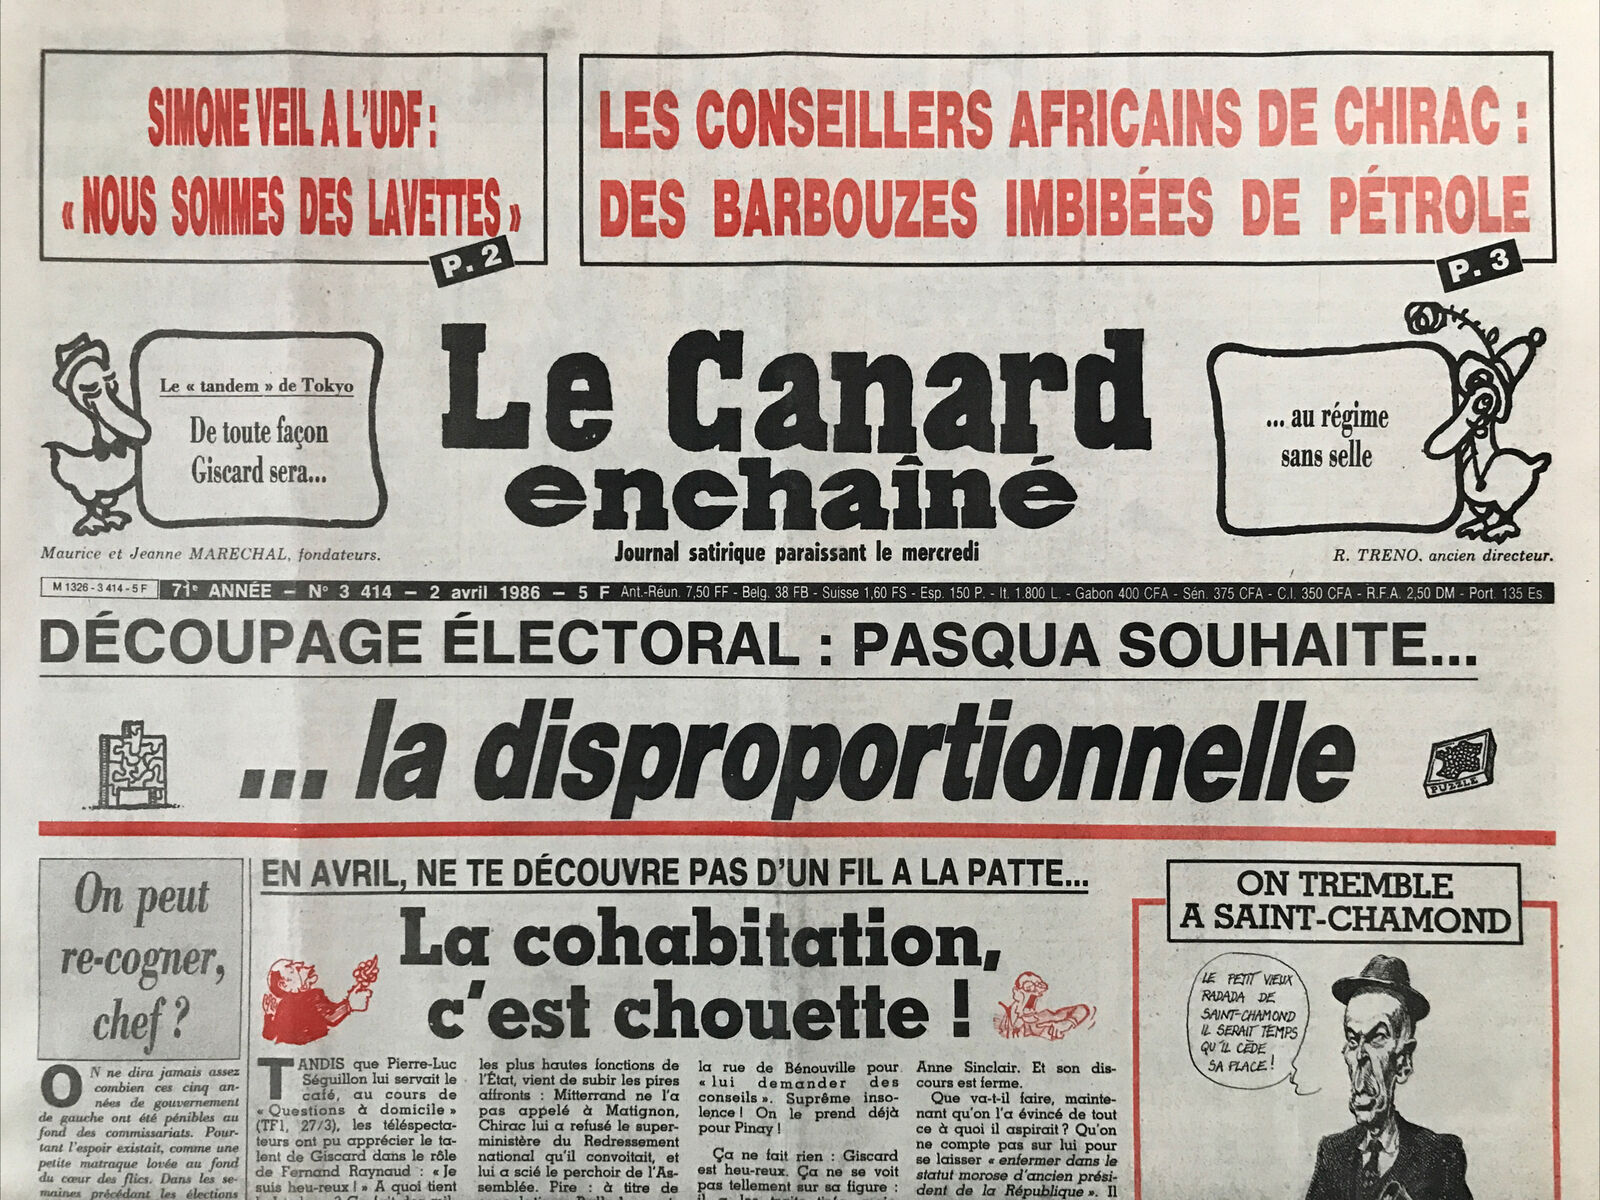 SIMONE VEIL A L'UDF :
« NOUS SOMMES DES LAVETTES »
P. 2
LES CONSEILLERS AFRICAINS DE CHIRAC :
DES BARBOUZES IMBIBÉES DE PÉTROLE
P. 3
Le « tandem » de Tokyo
De toute façon
Giscard sera...
Le Canard
enchaîné
Journal satirique paraissant le mercredi
... au régime
sans selle
Maurice et Jeanne MARECHAL, fondateurs.
R. TRENO, ancien directeur.
M 1326 - 3 414 - 5 F
71e ANNÉE – N° 3 414 – 2 avril 1986 – 5 F Ant.-Réun. 7,50 FF - Belg. 38 FB - Suisse 1,60 FS - Esp. 150 P. - It. 1.800 L. - Gabon 400 CFA - Sén. 375 CFA - C.I. 350 CFA - R.F.A. 2,50 DM - Port. 135 Es.
DÉCOUPAGE ÉLECTORAL : PASQUA SOUHAITE...
... la disproportionnelle
PUZZLE
On peut
re-cogner,
chef ?
ON ne dira jamais assez
combien ces cinq an-
nées de gouvernement
de gauche ont été pénibles au
fond des commissariats. Pour-
tant l'espoir existait, comme une
petite matraque lovée au fond
du cœur des flics. Dans les se-
maines précédant les élections
EN AVRIL, NE TE DÉCOUVRE PAS D'UN FIL A LA PATTE...
La cohabitation,
c'est chouette !
TANDIS que Pierre-Luc
Séguillon lui servait le
café, au cours de
« Questions à domicile »
(TF1, 27/3), les téléspecta-
teurs ont pu apprécier le ta-
lent de Giscard dans le rôle
de Fernand Raynaud : « Je
suis heu-reux ! » A quoi tient
les plus hautes fonctions de
l'État, vient de subir les pires
affronts : Mitterrand ne l'a
pas appelé à Matignon,
Chirac lui a refusé le super-
ministère du Redressement
national qu'il convoitait, et
lui a scié le perchoir de l'As-
semblée. Pire : à titre de
la rue de Bénouville pour
« lui demander des
conseils ». Suprême inso-
lence ! On le prend déjà
pour Pinay !
Ça ne fait rien : Giscard
est heu-reux. Ça ne se voit
pas tellement sur sa figure :
Anne Sinclair. Et son dis-
cours est ferme.
Que va-t-il faire, mainte-
nant qu'on l'a évincé de tout
ce à quoi il aspirait ? Qu'on
ne compte pas sur lui pour
se laisser « enfermer dans le
statut morose d'ancien prési-
dent de la République ». Il
ON TREMBLE
A SAINT-CHAMOND
LE PETIT VIEUX
RADADA DE
SAINT-CHAMOND
IL SERAIT TEMPS
QU'IL CÈDE
SA PLACE !